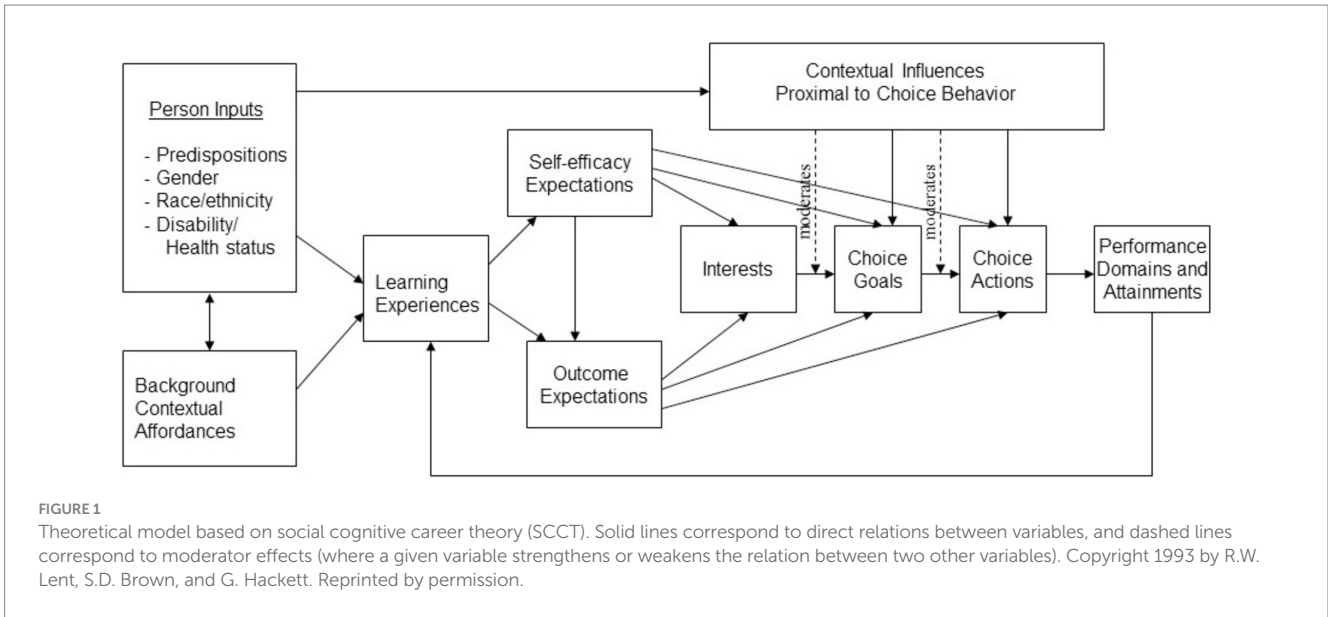 Person Inputs
- Predispositions
- Gender
- Race/ethnicity
- Disability/
Health status
Background
Contextual
Affordances
Learning
Experiences
Self-efficacy
Expectations
Outcome
Expectations
Interests
Contextual Influences
Proximal to Choice Behavior
moderates
moderates
Choice
Goals
Choice
Actions
Performance
Domains and
Attainments
FIGURE 1
Theoretical model based on social cognitive career theory (SCCT). Solid lines correspond to direct relations between variables, and dashed lines
correspond to moderator effects (where a given variable strengthens or weakens the relation between two other variables). Copyright 1993 by R.W.
Lent, S.D. Brown, and G. Hackett. Reprinted by permission.